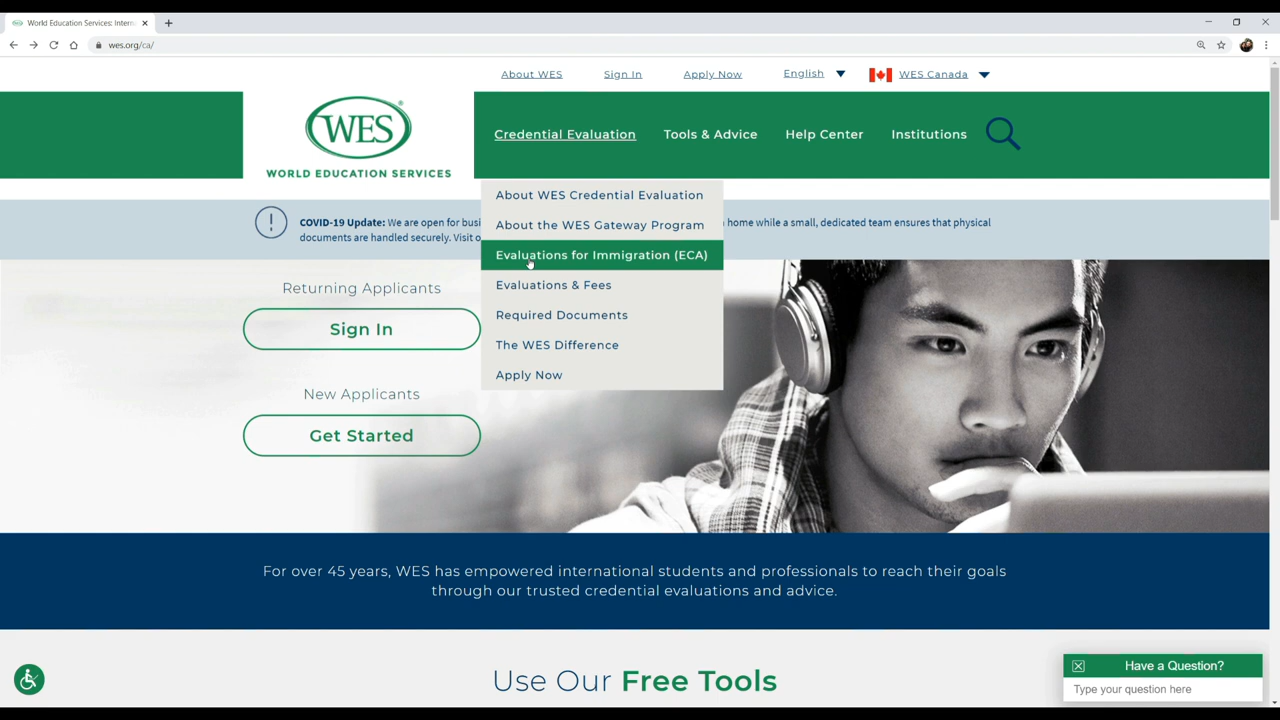 World Education Services: Intern
wes.org/ca/
About WES
Sign In
Apply Now
English
WES Canada
WES
WORLD EDUCATION SERVICES
Credential Evaluation
Tools & Advice
Help Center
Institutions
About WES Credential Evaluation
About the WES Gateway Program
Evaluations for Immigration (ECA)
Evaluations & Fees
Required Documents
The WES Difference
Apply Now
COVID-19 Update: We are open for busi
home while a small, dedicated team ensures that physical
documents are handled securely. Visit o
Returning Applicants
Sign In
New Applicants
Get Started
For over 45 years, WES has empowered international students and professionals to reach their goals
through our trusted credential evaluations and advice.
Use Our Free Tools
Have a Question?
Type your question here